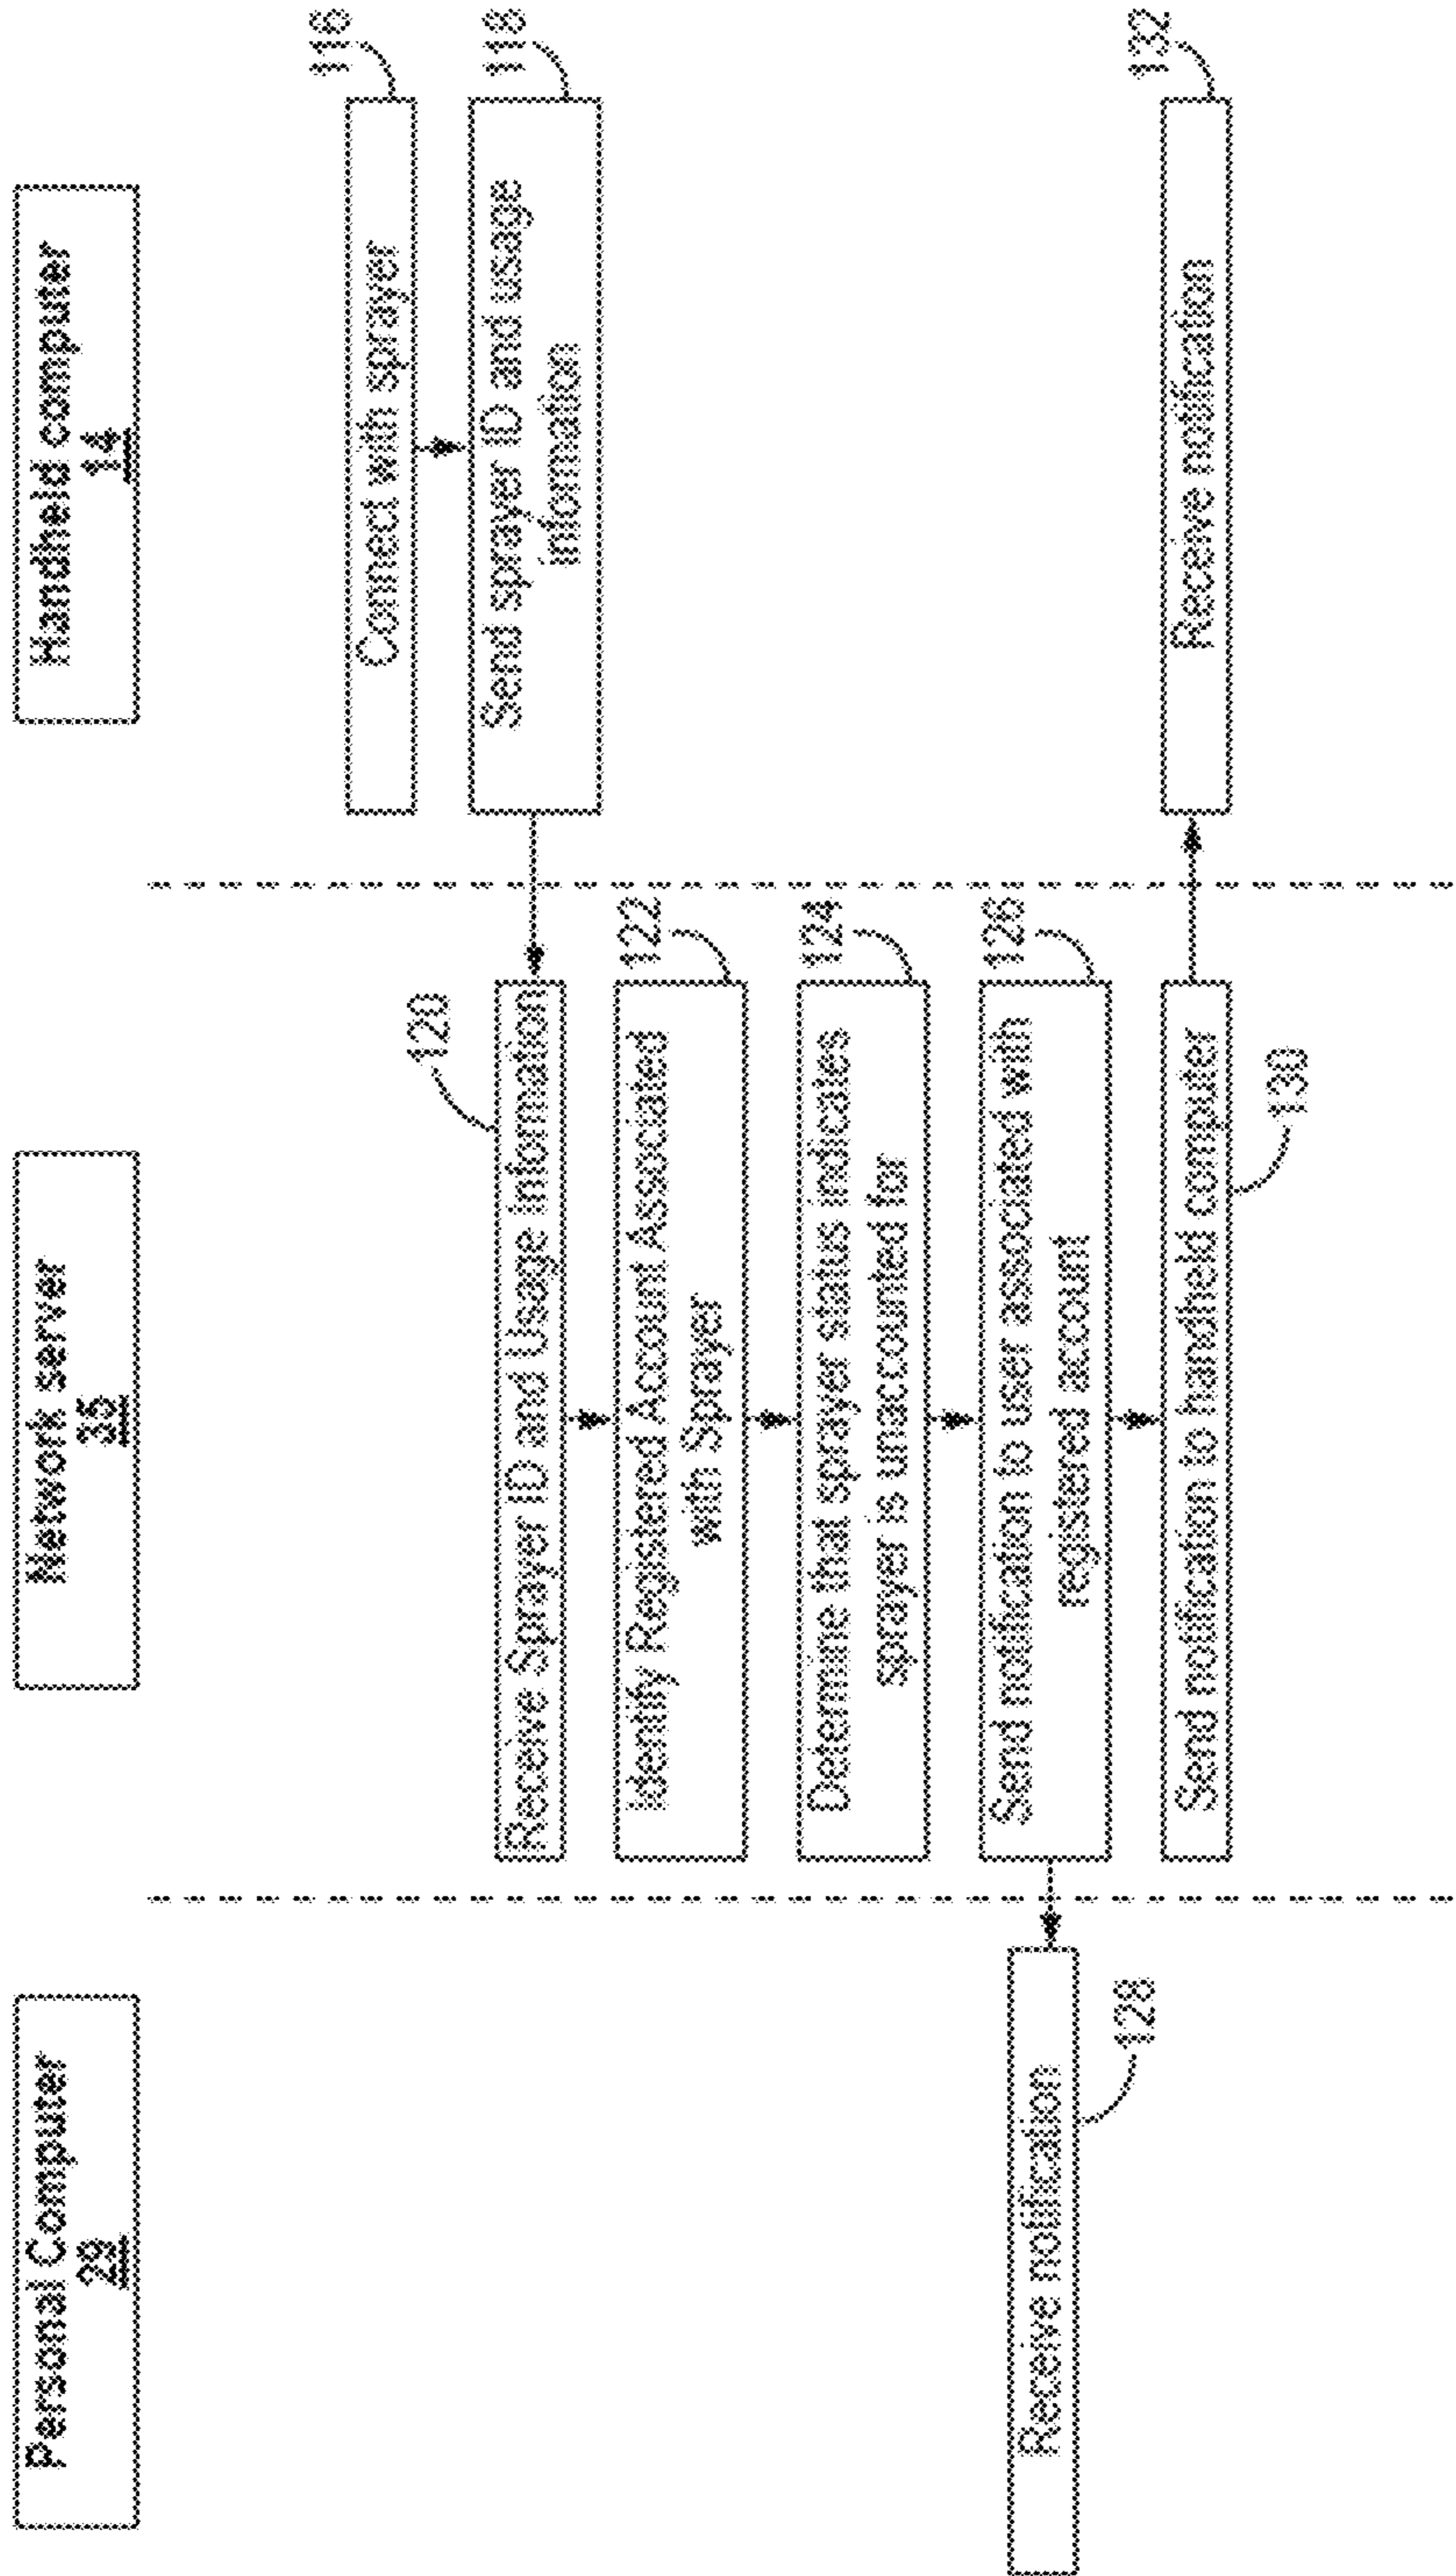 Personal Computer
29
Network server
35
Handheld computer
14
Connect with sprayer
116
Send sprayer ID and usage
information
118
120
Receive Sprayer ID and Usage Information
Identify Registered Account Associated
with Sprayer
122
Determine that sprayer status indicates
sprayer is unaccounted for
124
Send notification to user associated with
registered account
126
Receive notification
128
Send notification to handheld computer
130
Receive notification
132